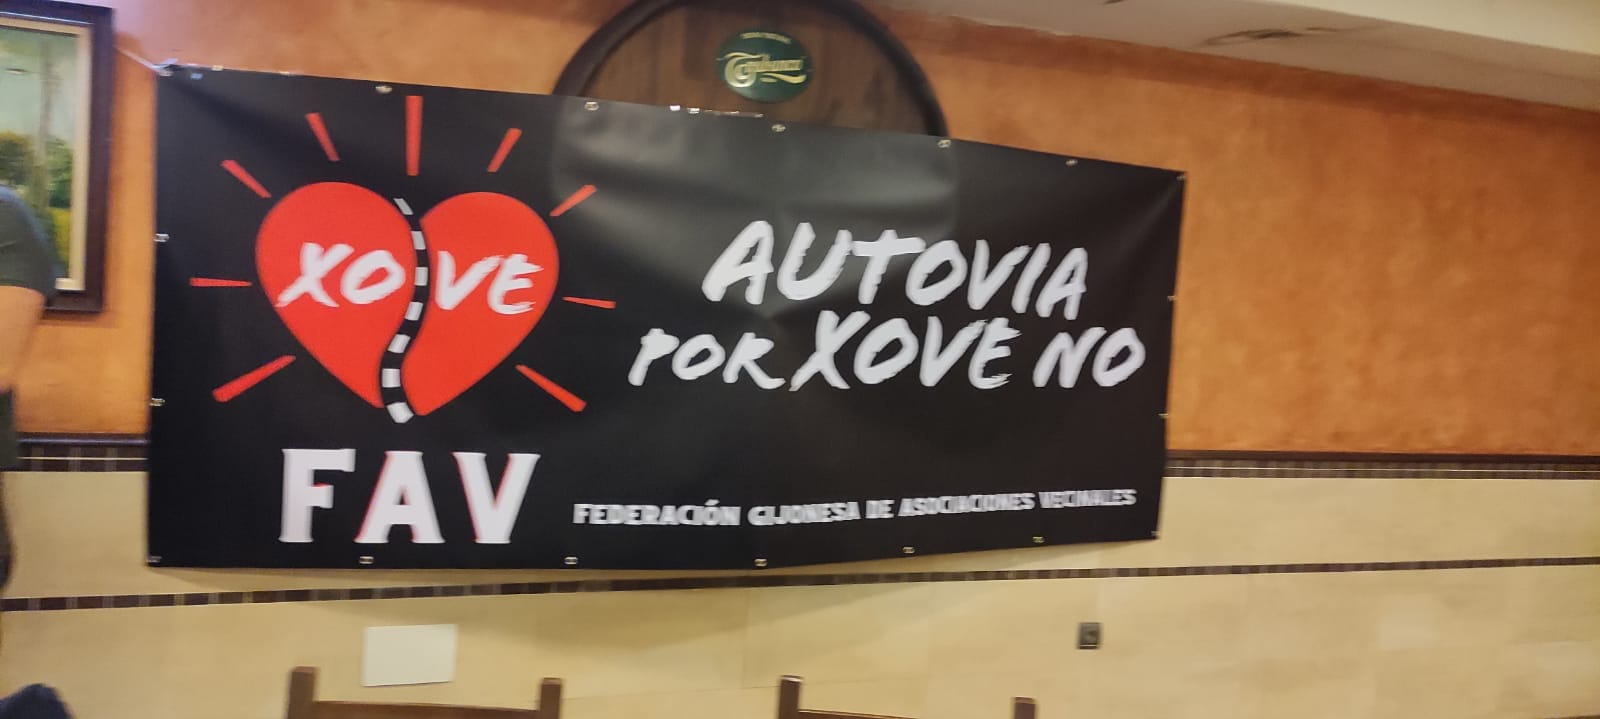 XOVE
AUTOVIA
POR XOVE NO
FAV
FEDERACIÓN GIJONESA DE ASOCIACIONES VECINALES